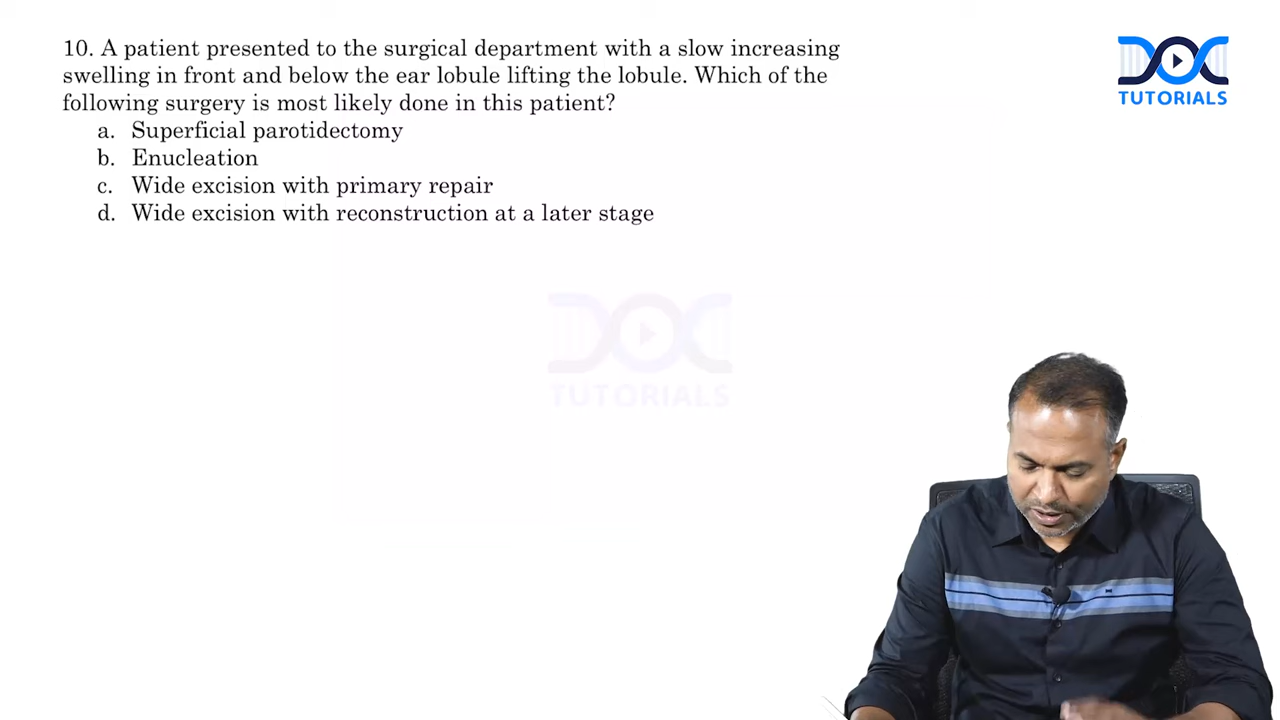 10. A patient presented to the surgical department with a slow increasing
swelling in front and below the ear lobule lifting the lobule. Which of the
following surgery is most likely done in this patient?
a. Superficial parotidectomy
b. Enucleation
c. Wide excision with primary repair
d. Wide excision with reconstruction at a later stage
DOC
TUTORIALS
TUTORIALS